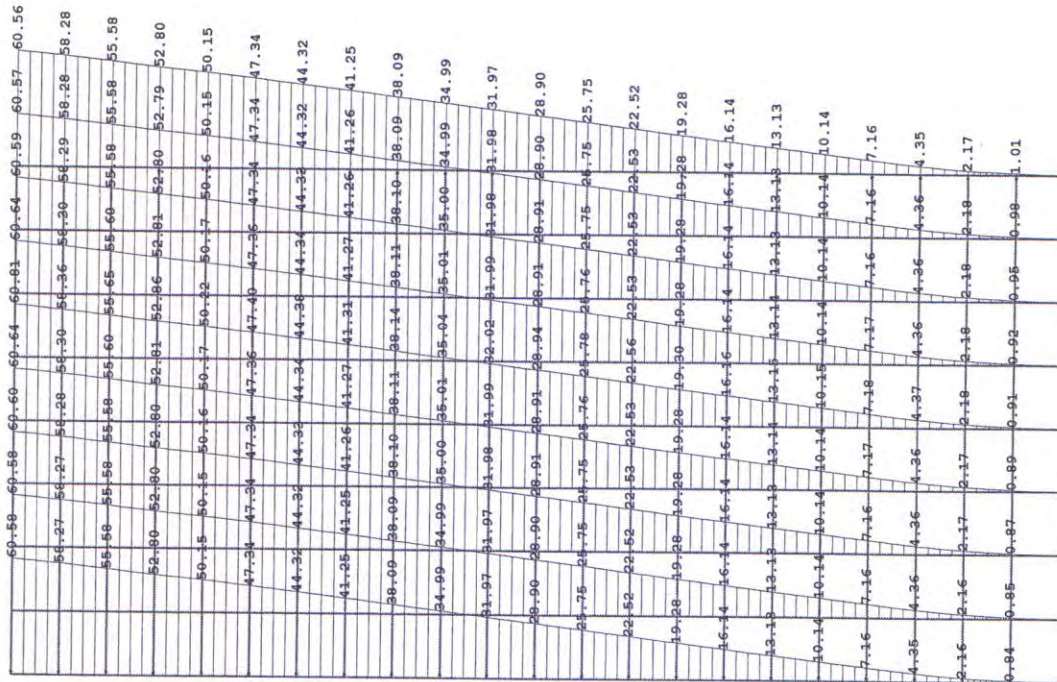 60.58 60.58 60.60 60.64 60.81 60.64 60.59 60.57 60.56
58.27 58.27 58.28 58.30 58.36 58.30 58.29 58.28 58.28
55.58 55.58 55.58 55.60 55.65 55.60 55.58 55.58 55.58
52.80 52.80 52.80 52.81 52.86 52.81 52.80 52.79 52.80
50.15 50.15 50.16 50.17 50.22 50.17 50.16 50.15 50.15
47.34 47.34 47.34 47.36 47.40 47.36 47.34 47.34 47.34
44.32 44.32 44.33 44.34 44.38 44.34 44.32 44.32 44.32
41.25 41.25 41.26 41.27 41.31 41.27 41.26 41.26 41.25
38.09 38.09 38.10 38.11 38.14 38.11 38.10 38.09 38.09
34.99 34.99 35.00 35.01 35.04 35.01 35.00 34.99 34.99
31.97 31.97 31.98 31.99 32.02 31.99 31.98 31.98 31.97
28.90 28.90 28.91 28.91 28.94 28.91 28.91 28.90 28.90
25.75 25.75 25.75 25.76 25.78 25.76 25.75 25.75 25.75
22.52 22.52 22.53 22.53 22.56 22.53 22.53 22.53 22.52
19.28 19.28 19.28 19.28 19.30 19.28 19.28 19.28 19.28
16.14 16.14 16.14 16.14 16.16 16.14 16.14 16.14 16.14
13.13 13.13 13.13 13.14 13.15 13.14 13.13 13.13 13.13
10.14 10.14 10.14 10.14 10.15 10.14 10.14 10.14 10.14
7.16 7.16 7.16 7.17 7.18 7.17 7.16 7.16 7.16
4.35 4.36 4.36 4.36 4.37 4.36 4.36 4.36 4.35
2.16 2.16 2.17 2.17 2.18 2.18 2.18 2.18 2.17
0.84 0.85 0.87 0.89 0.91 0.92 0.95 0.98 1.01